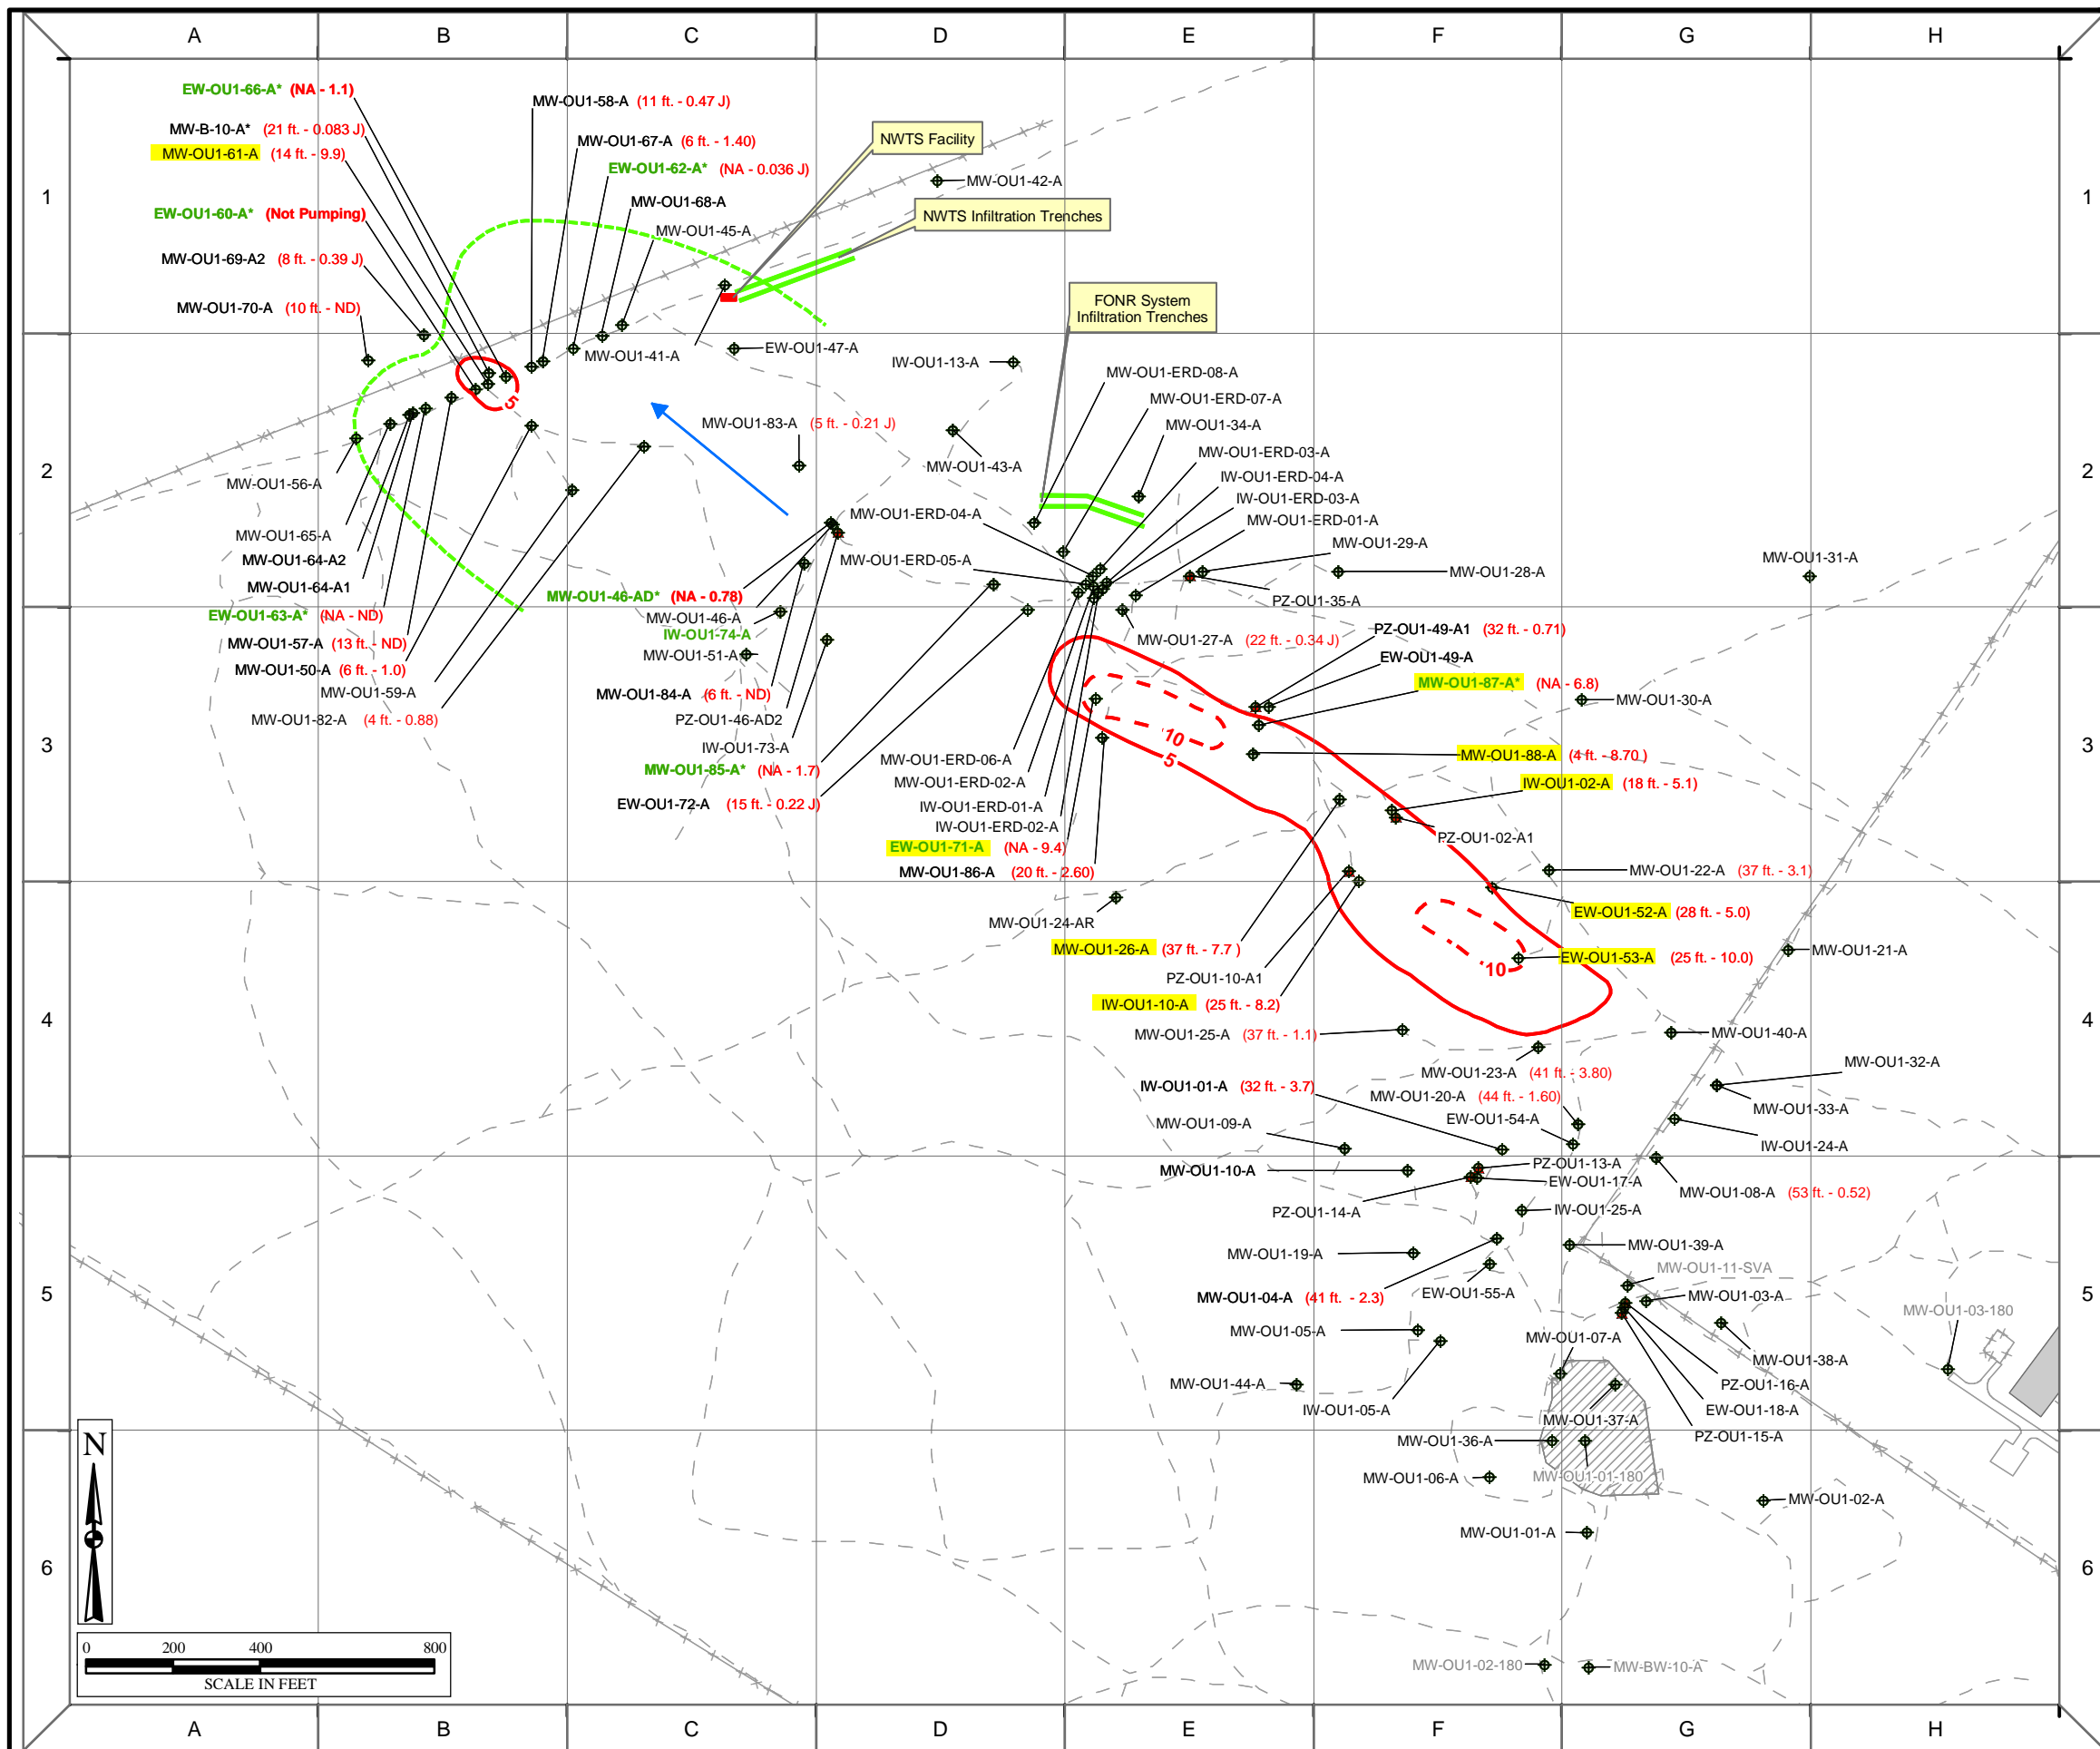 A B C D E F G H
EW-OU1-66-A* (NA - 1.1)
MW-OU1-58-A (11 ft. - 0.47 J)
MW-B-10-A* (21 ft. - 0.083 J)
MW-OU1-67-A (6 ft. - 1.40)
NWTS Facility
MW-OU1-61-A (14 ft. - 9.9)
EW-OU1-62-A* (NA - 0.036 J)
MW-OU1-42-A
1 1
MW-OU1-68-A
EW-OU1-60-A* (Not Pumping)
NWTS Infiltration Trenches
MW-OU1-45-A
MW-OU1-69-A2 (8 ft. - 0.39 J)
MW-OU1-70-A (10 ft. - ND)
FONR System
Infiltration Trenches
MW-OU1-41-A
EW-OU1-47-A
IW-OU1-13-A
MW-OU1-ERD-08-A
5
MW-OU1-ERD-07-A
MW-OU1-83-A (5 ft. - 0.21 J)
MW-OU1-34-A
MW-OU1-43-A
MW-OU1-ERD-03-A
2 2
IW-OU1-ERD-04-A
MW-OU1-56-A
IW-OU1-ERD-03-A
MW-OU1-ERD-04-A
MW-OU1-ERD-01-A
MW-OU1-65-A
MW-OU1-29-A
MW-OU1-64-A2
MW-OU1-ERD-05-A
MW-OU1-31-A
MW-OU1-28-A
MW-OU1-64-A1
MW-OU1-46-AD* (NA - 0.78)
PZ-OU1-35-A
EW-OU1-63-A* (NA - ND)
MW-OU1-46-A
IW-OU1-74-A
MW-OU1-27-A (22 ft. - 0.34 J)
PZ-OU1-49-A1 (32 ft. - 0.71)
MW-OU1-57-A (13 ft. - ND)
MW-OU1-51-A
EW-OU1-49-A
MW-OU1-50-A (6 ft. - 1.0)
MW-OU1-87-A* (NA - 6.8)
MW-OU1-59-A
MW-OU1-84-A (6 ft. - ND)
MW-OU1-30-A
MW-OU1-82-A (4 ft. - 0.88)
PZ-OU1-46-AD2
10
3 3
IW-OU1-73-A
5
MW-OU1-ERD-06-A
MW-OU1-88-A (4 ft. - 8.70 )
MW-OU1-85-A* (NA - 1.7)
MW-OU1-ERD-02-A
IW-OU1-02-A (18 ft. - 5.1)
EW-OU1-72-A (15 ft. - 0.22 J)
IW-OU1-ERD-01-A
IW-OU1-ERD-02-A
PZ-OU1-02-A1
EW-OU1-71-A (NA - 9.4)
MW-OU1-86-A (20 ft. - 2.60)
MW-OU1-22-A (37 ft. - 3.1)
EW-OU1-52-A (28 ft. - 5.0)
MW-OU1-24-AR
MW-OU1-26-A (37 ft. - 7.7 )
MW-OU1-21-A
EW-OU1-53-A (25 ft. - 10.0)
10
PZ-OU1-10-A1
IW-OU1-10-A (25 ft. - 8.2)
4 4
MW-OU1-25-A (37 ft. - 1.1)
MW-OU1-40-A
MW-OU1-32-A
MW-OU1-23-A (41 ft. - 3.80)
IW-OU1-01-A (32 ft. - 3.7)
MW-OU1-20-A (44 ft. - 1.60)
MW-OU1-33-A
EW-OU1-54-A
MW-OU1-09-A
IW-OU1-24-A
PZ-OU1-13-A
MW-OU1-10-A
EW-OU1-17-A
MW-OU1-08-A (53 ft. - 0.52)
PZ-OU1-14-A
IW-OU1-25-A
MW-OU1-39-A
MW-OU1-19-A
MW-OU1-11-SVA
5 5
EW-OU1-55-A
MW-OU1-04-A (41 ft. - 2.3)
MW-OU1-03-A
MW-OU1-03-180
MW-OU1-05-A
MW-OU1-07-A
MW-OU1-38-A
MW-OU1-44-A
PZ-OU1-16-A
IW-OU1-05-A
EW-OU1-18-A
MW-OU1-37-A
PZ-OU1-15-A
N
MW-OU1-36-A
MW-OU1-06-A
MW-OU1-01-180
MW-OU1-02-A
MW-OU1-01-A
6 6
0 200 400 800
SCALE IN FEET
MW-OU1-02-180
MW-BW-10-A
A B C D E F G H